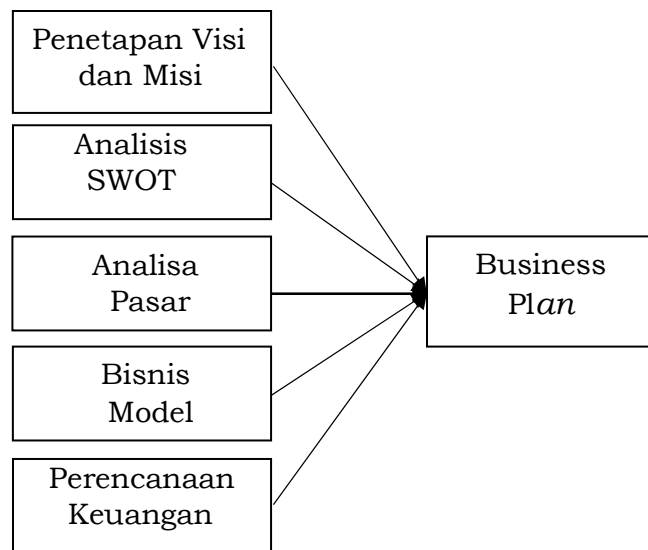 Penetapan Visi
dan Misi
Analisis
SWOT
Analisa
Pasar
Bisnis
Model
Perencanaan
Keuangan
Business
Plan